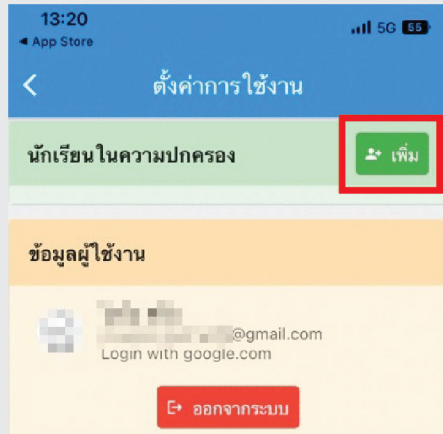 13:20
5G 55
App Store
ตั้งค่าการใช้งาน
นักเรียนในความปกครอง
เพิ่ม
ข้อมูลผู้ใช้งาน
@gmail.com
Login with google.com
ออกจากระบบ